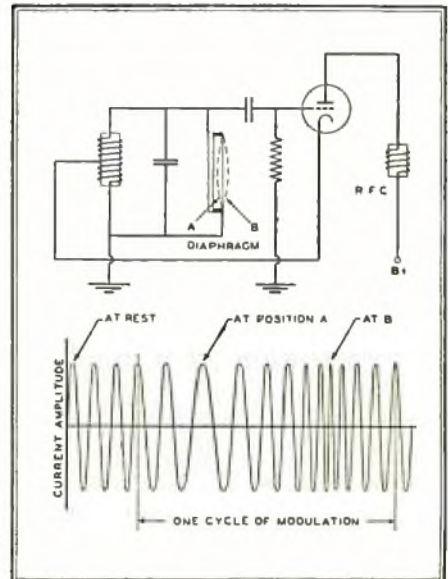 A
B
DIAPHRAGM
R F C
B+
AT REST
AT POSITION A
AT B
CURRENT AMPLITUDE
ONE CYCLE OF MODULATION